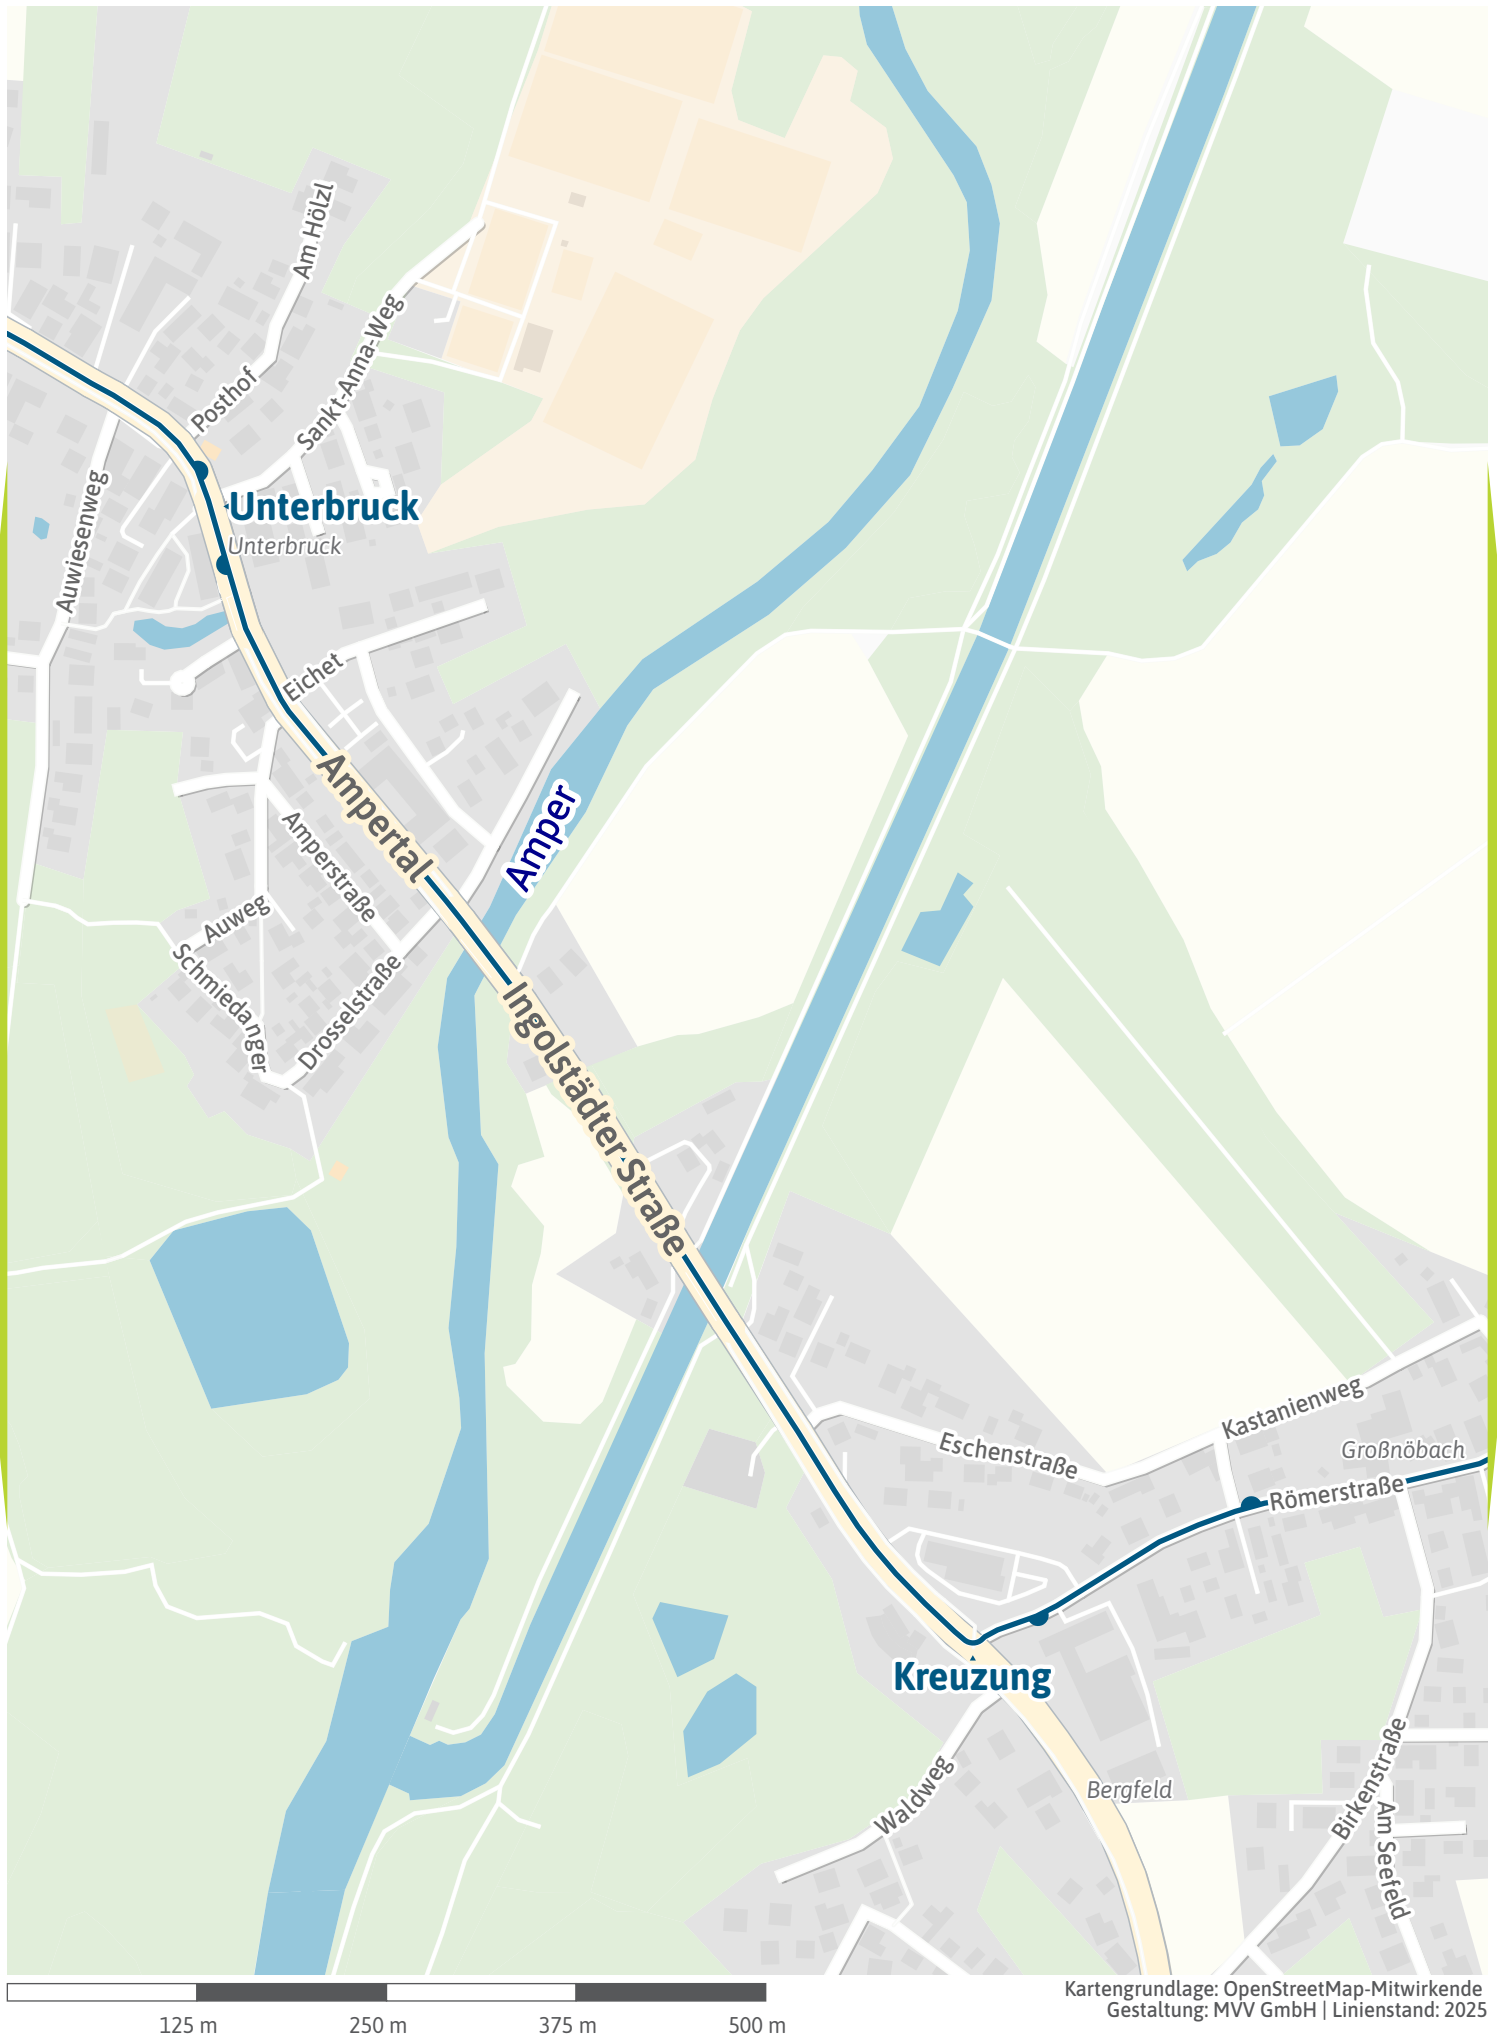 Am Hölzl
Sankt-Anna-Weg
Posthof
Auwiesenweg
Unterbruck
Unterbruck
Eichet
Ampertal
Amper
Amperstraße
Auweg
Schmiedanger
Drosselstraße
Ingolstädter Straße
Kastanienweg
Eschenstraße
Großnöbach
Römerstraße
Kreuzung
Waldweg
Bergfeld
Birkenstraße
Am Seefeld
125 m
250 m
375 m
500 m
Kartengrundlage: OpenStreetMap-Mitwirkende
Gestaltung: MVV GmbH | Linienstand: 2025